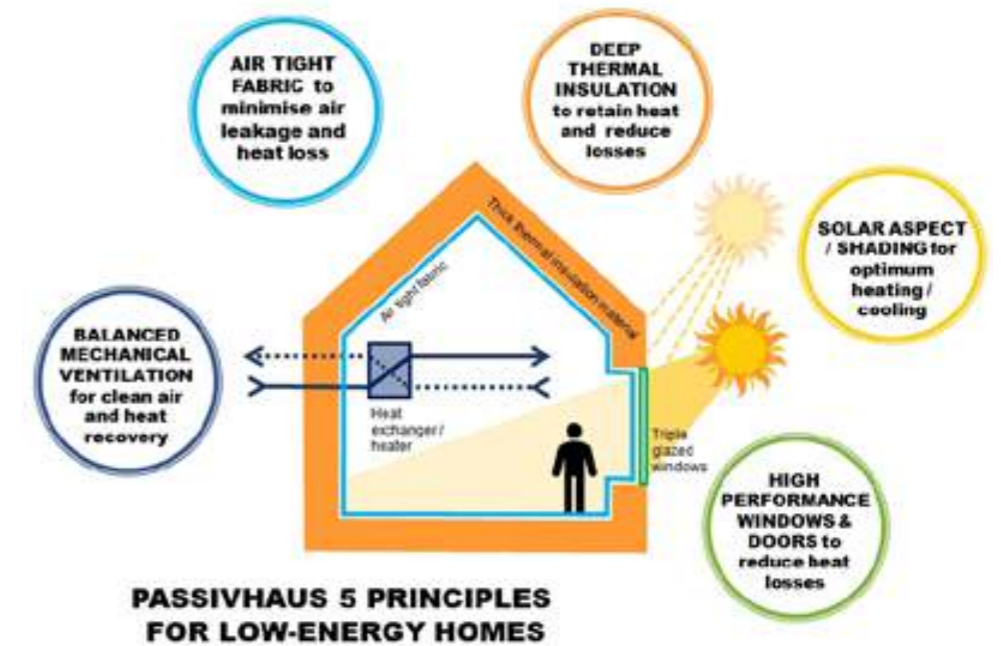 AIR TIGHT
FABRIC to
minimise air
leakage and
heat loss
DEEP
THERMAL
INSULATION
to retain heat
and reduce
losses
SOLAR ASPECT
/ SHADING for
optimum
heating /
cooling
Thick thermal insulation material
Air tight fabric
BALANCED
MECHANICAL
VENTILATION
for clean air
and heat
recovery
Heat
exchanger /
heater
Triple
glazed
windows
HIGH
PERFORMANCE
WINDOWS &
DOORS to
reduce heat
losses
PASSIVHAUS 5 PRINCIPLES
FOR LOW-ENERGY HOMES